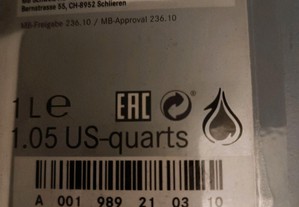 Bernstrasse 55, CH-8952 Schlieren
MB-Freigabe 236.10 / MB-Approval 236.10
1 L e EAC
1.05 US-quarts
A 001 989 21 03 10